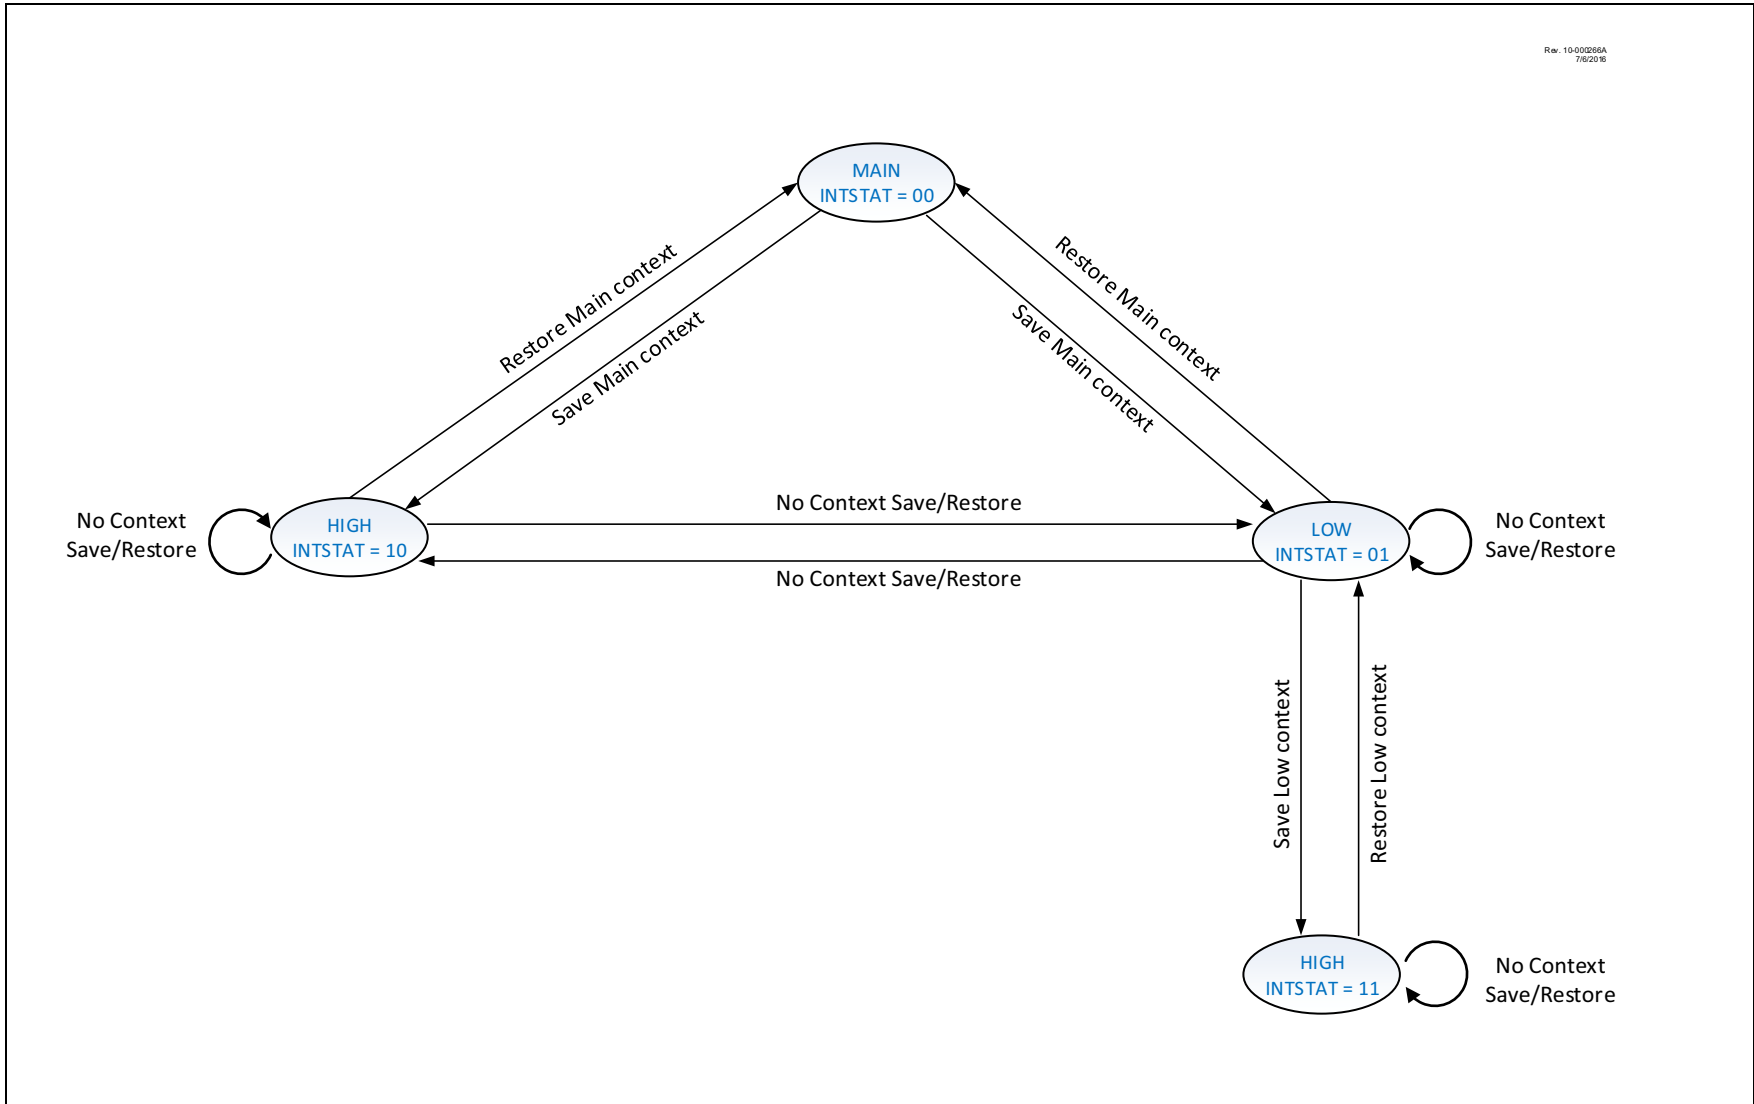 Rev. 10-000266A
7/6/2016
MAIN
INTSTAT = 00
Restore Main context
Save Main context
Save Main context
Restore Main context
No Context
Save/Restore
HIGH
INTSTAT = 10
No Context Save/Restore
No Context Save/Restore
LOW
INTSTAT = 01
No Context
Save/Restore
Save Low context
Restore Low context
HIGH
INTSTAT = 11
No Context
Save/Restore